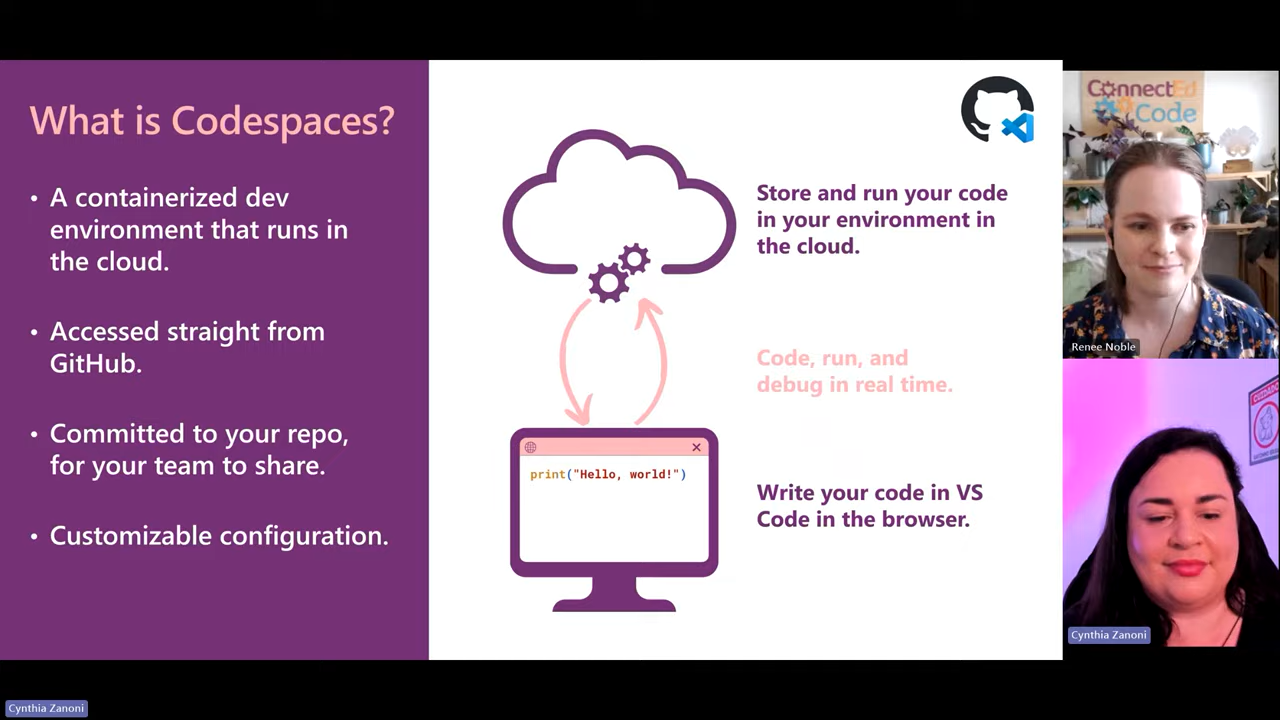 What is Codespaces?
• A containerized dev
environment that runs in
the cloud.
• Accessed straight from
GitHub.
• Committed to your repo,
for your team to share.
• Customizable configuration.
Store and run your code
in your environment in
the cloud.
Code, run, and
debug in real time.
print("Hello, world!")
Write your code in VS
Code in the browser.
ConnectEd
Code
Renee Noble
Cynthia Zanoni
Cynthia Zanoni